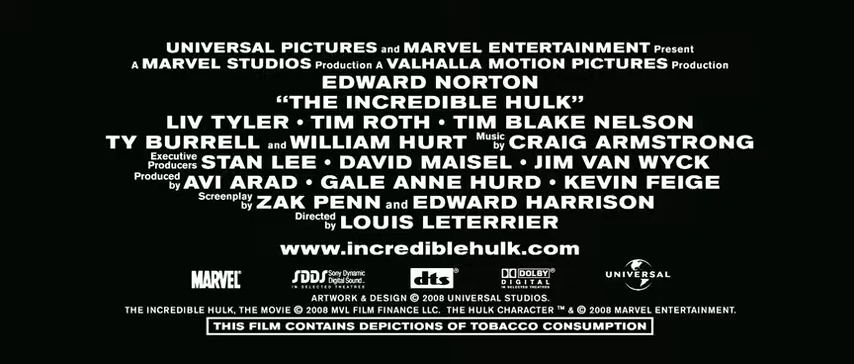 UNIVERSAL PICTURES and MARVEL ENTERTAINMENT Present
A MARVEL STUDIOS Production A VALHALLA MOTION PICTURES Production
EDWARD NORTON
“THE INCREDIBLE HULK”
LIV TYLER • TIM ROTH • TIM BLAKE NELSON
TY BURRELL and WILLIAM HURT Music by CRAIG ARMSTRONG
Executive Producers STAN LEE • DAVID MAISEL • JIM VAN WYCK
Produced by AVI ARAD • GALE ANNE HURD • KEVIN FEIGE
Screenplay by ZAK PENN and EDWARD HARRISON
Directed by LOUIS LETERRIER
www.incrediblehulk.com
MARVEL SDDS Sony Dynamic Digital Sound. IN SELECTED THEATRES dts DOLBY DIGITAL IN SELECTED THEATRES UNIVERSAL
ARTWORK & DESIGN © 2008 UNIVERSAL STUDIOS.
THE INCREDIBLE HULK, THE MOVIE © 2008 MVL FILM FINANCE LLC. THE HULK CHARACTER ™ & © 2008 MARVEL ENTERTAINMENT.
THIS FILM CONTAINS DEPICTIONS OF TOBACCO CONSUMPTION